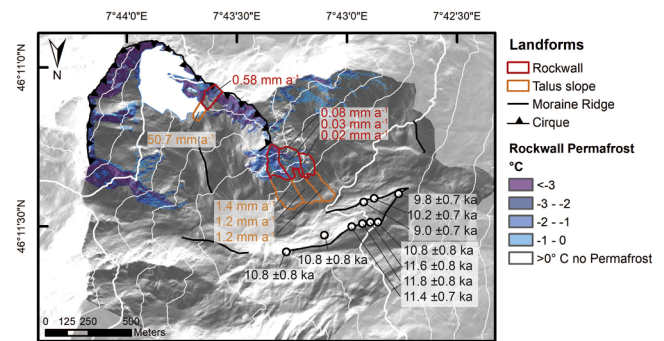 7°44'0"E
7°43'30"E
7°43'0"E
7°42'30"E
46°11'0"N
46°11'30"N
N
0.58 mm a⁻¹
0.08 mm a⁻¹
0.03 mm a⁻¹
0.02 mm a⁻¹
50.7 mm a⁻¹
1.4 mm a⁻¹
1.2 mm a⁻¹
1.2 mm a⁻¹
9.8 ±0.7 ka
10.2 ±0.7 ka
9.0 ±0.7 ka
10.8 ±0.8 ka
10.8 ±0.8 ka
10.8 ±0.8 ka
11.6 ±0.8 ka
11.8 ±0.8 ka
11.4 ±0.7 ka
0 125 250 500
Meters
Landforms
Rockwall
Talus slope
Moraine Ridge
Cirque
Rockwall Permafrost
°C
<-3
-3 - -2
-2 - -1
-1 - 0
>0° C no Permafrost